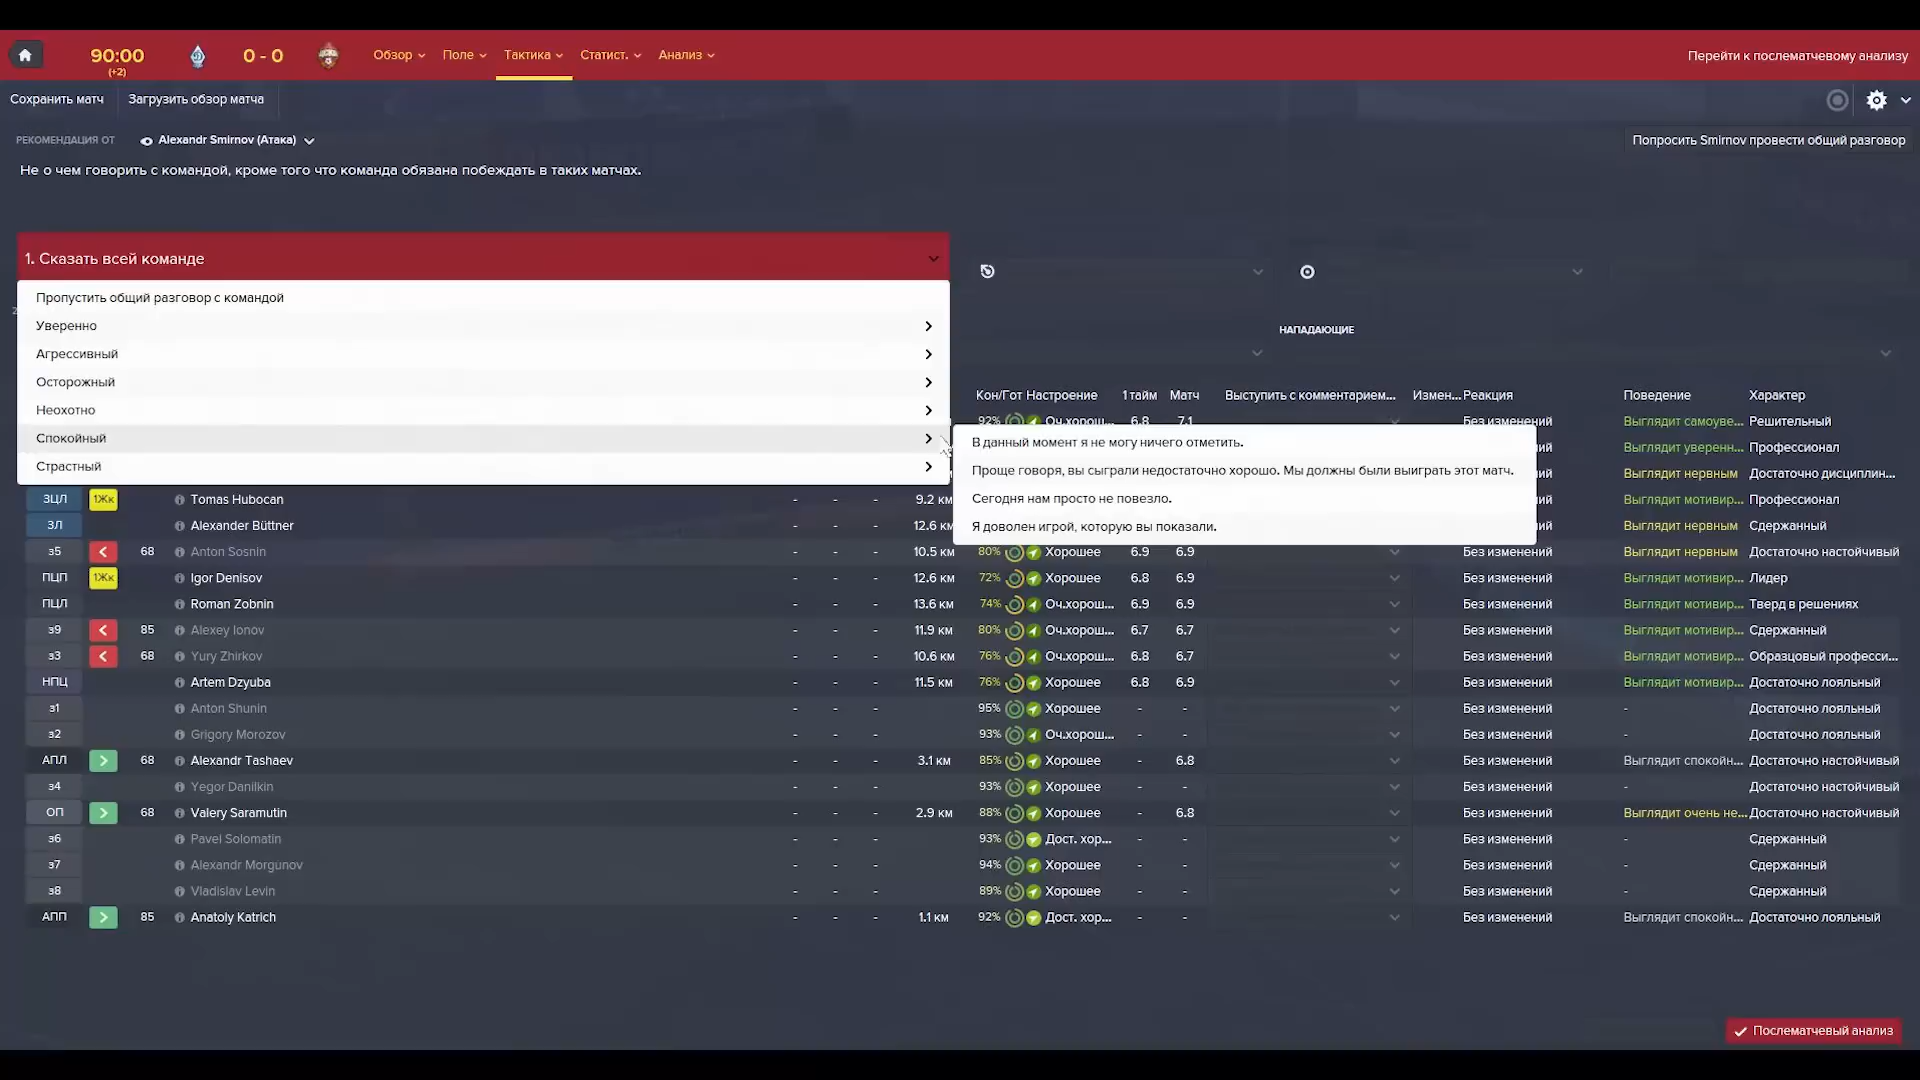 90:00
(+2)
0 - 0
Обзор
Поле
Тактика
Статист.
Анализ
Перейти к послематчевому анализу
Сохранить матч
Загрузить обзор матча
РЕКОМЕНДАЦИЯ ОТ Alexandr Smirnov (Атака)
Попросить Smirnov провести общий разговор
Не о чем говорить с командой, кроме того что команда обязана побеждать в таких матчах.
1. Сказать всей команде
Пропустить общий разговор с командой
Уверенно
Агрессивный
Осторожный
Неохотно
Спокойный
Страстный
НАПАДАЮЩИЕ
В данный момент я не могу ничего отметить.
Проще говоря, вы сыграли недостаточно хорошо. Мы должны были выиграть этот матч.
Сегодня нам просто не повезло.
Я доволен игрой, которую вы показали.
Кон/Гот Настроение 1 тайм Матч Выступить с комментарием... Измен... Реакция Поведение Характер
92% Оч.хорош... 6.8 7.1 Без изменений Выглядит самоуве... Решительный
Выглядит уверенн... Профессионал
Выглядит нервным Достаточно дисциплин...
ЗЦЛ 1Жк Tomas Hubocan - - - 9.2 км Выглядит мотивир... Профессионал
ЗЛ Alexander Büttner - - - 12.6 км Выглядит нервным Сдержанный
з5 68 Anton Sosnin - - - 10.5 км 80% Хорошее 6.9 6.9 Без изменений Выглядит нервным Достаточно настойчивый
ПЦП 1Жк Igor Denisov - - - 12.6 км 72% Хорошее 6.8 6.9 Без изменений Выглядит мотивир... Лидер
ПЦЛ Roman Zobnin - - - 13.6 км 74% Оч.хорош... 6.9 6.9 Без изменений Выглядит мотивир... Тверд в решениях
з9 85 Alexey Ionov - - - 11.9 км 80% Оч.хорош... 6.7 6.7 Без изменений Выглядит мотивир... Сдержанный
з3 68 Yury Zhirkov - - - 10.6 км 76% Оч.хорош... 6.8 6.7 Без изменений Выглядит мотивир... Образцовый професси...
НПЦ Artem Dzyuba - - - 11.5 км 76% Хорошее 6.8 6.9 Без изменений Выглядит мотивир... Достаточно лояльный
з1 Anton Shunin - - - 95% Хорошее - - Без изменений - Достаточно лояльный
з2 Grigory Morozov - - - 93% Оч.хорош... - - Без изменений - Достаточно лояльный
АПЛ 68 Alexandr Tashaev - - - 3.1 км 85% Хорошее - 6.8 Без изменений Выглядит спокойн... Достаточно настойчивый
з4 Yegor Danilkin - - - 93% Хорошее - - Без изменений - Достаточно настойчивый
ОП 68 Valery Saramutin - - - 2.9 км 88% Хорошее - 6.8 Без изменений Выглядит очень не... Достаточно настойчивый
з6 Pavel Solomatin - - - 93% Дост. хор... - - Без изменений - Сдержанный
з7 Alexandr Morgunov - - - 94% Хорошее - - Без изменений - Сдержанный
з8 Vladislav Levin - - - 89% Хорошее - - Без изменений - Сдержанный
АПП 85 Anatoly Katrich - - - 1.1 км 92% Дост. хор... - - Без изменений Выглядит спокойн... Достаточно лояльный
Послематчевый анализ